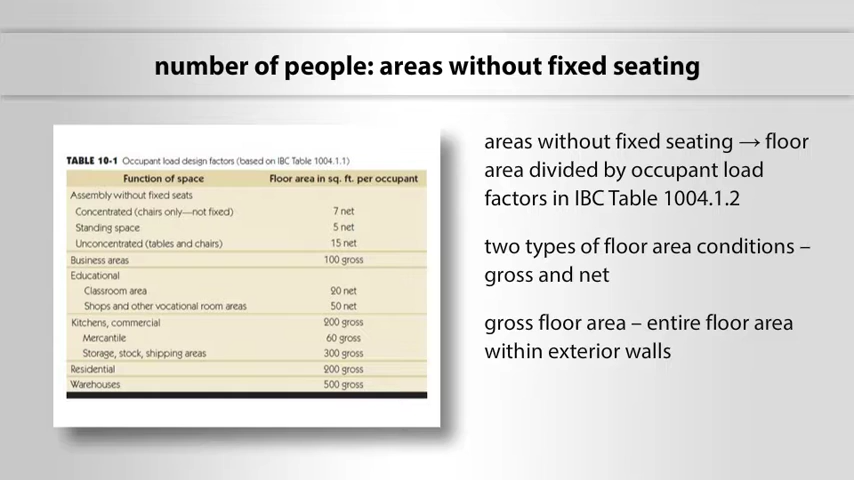 number of people: areas without fixed seating
TABLE 10-1 Occupant load design factors (based on IBC Table 1004.1.1)
Function of space Floor area in sq. ft. per occupant
Assembly without fixed seats
Concentrated (chairs only—not fixed) 7 net
Standing space 5 net
Unconcentrated (tables and chairs) 15 net
Business areas 100 gross
Educational
Classroom area 20 net
Shops and other vocational room areas 50 net
Kitchens, commercial 200 gross
Mercantile 60 gross
Storage, stock, shipping areas 300 gross
Residential 200 gross
Warehouses 500 gross
areas without fixed seating → floor
area divided by occupant load
factors in IBC Table 1004.1.2
two types of floor area conditions –
gross and net
gross floor area – entire floor area
within exterior walls